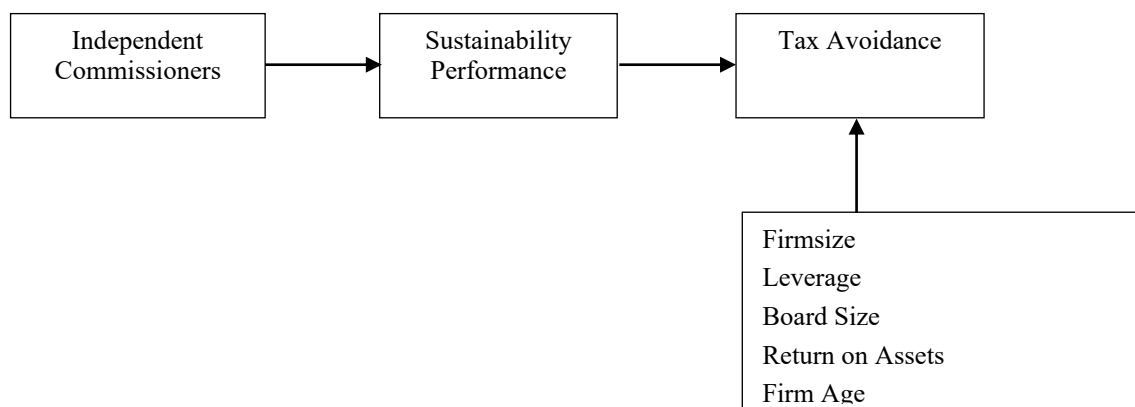 Independent
Commissioners
Sustainability
Performance
Tax Avoidance
Firmsize
Leverage
Board Size
Return on Assets
Firm Age